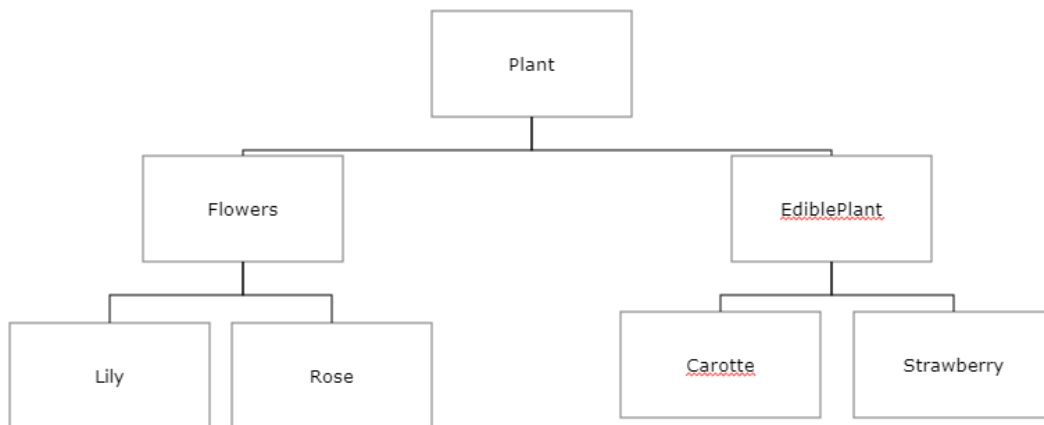 Plant
Flowers
EdiblePlant
Lily
Rose
Carotte
Strawberry